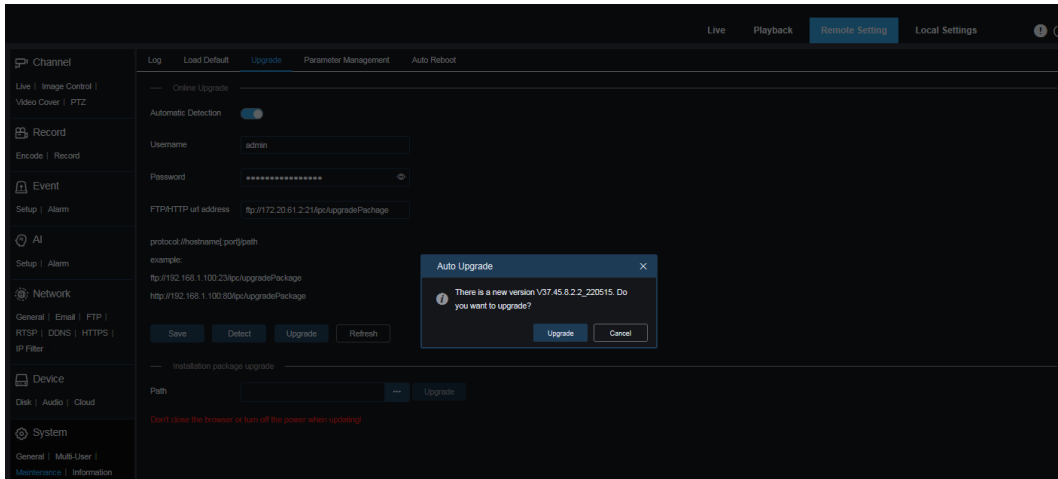 Live Playback Remote Setting Local Settings
Channel
Live | Image Control |
Video Cover | PTZ
Record
Encode | Record
Event
Setup | Alarm
AI
Setup | Alarm
Network
General | Email | FTP |
RTSP | DDNS | HTTPS |
IP Filter
Device
Disk | Audio | Cloud
System
General | Multi-User |
Maintenance | Information
Log Load Default Upgrade Parameter Management Auto Reboot
Online Upgrade
Automatic Detection
Username admin
Password ****************
FTP/HTTP url address ftp://172.20.61.2:21/ipc/upgradePachage
protocol://hostname[:port]/path
example:
ftp://192.168.1.100:23/ipc/upgradePackage
http://192.168.1.100:80/ipc/upgradePackage
Save Detect Upgrade Refresh
Installation package upgrade
Path ... Upgrade
Don't close the browser or turn off the power when updating!
Auto Upgrade
There is a new version V37.45.8.2.2_220515. Do
you want to upgrade?
Upgrade Cancel